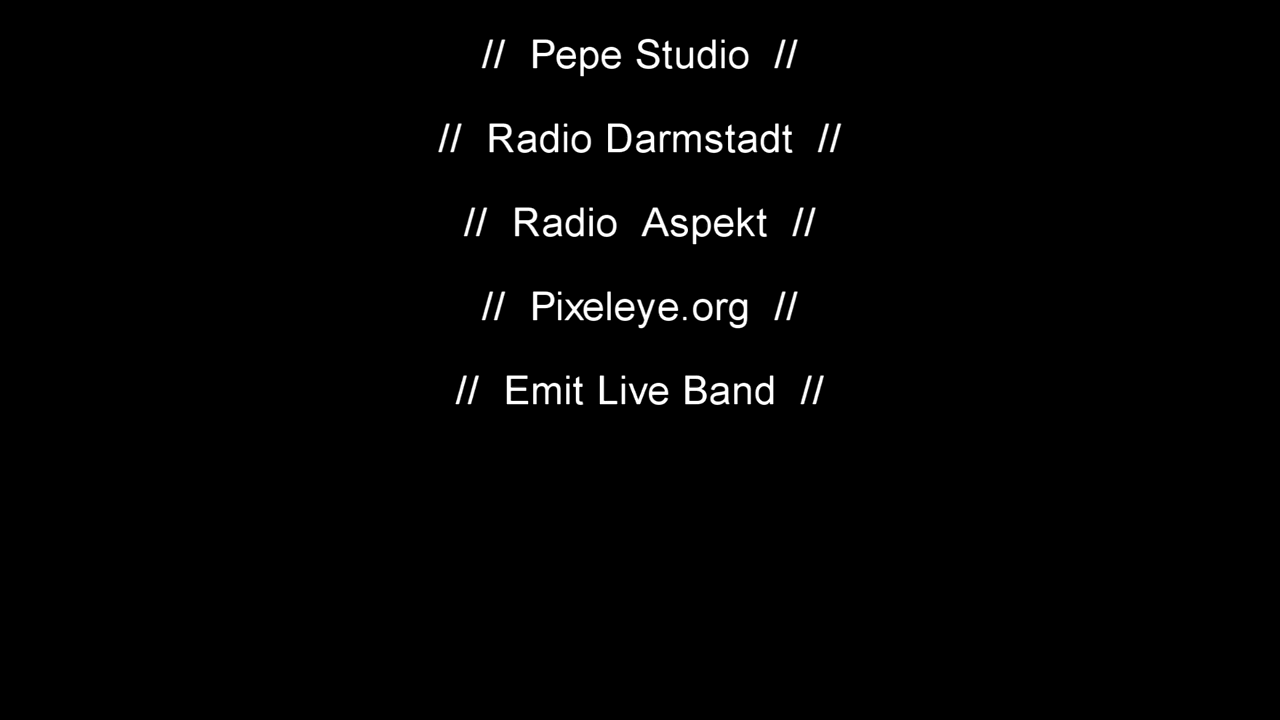 //  Pepe Studio  //
//  Radio Darmstadt  //
//  Radio  Aspekt  //
//  Pixeleye.org  //
//  Emit Live Band  //